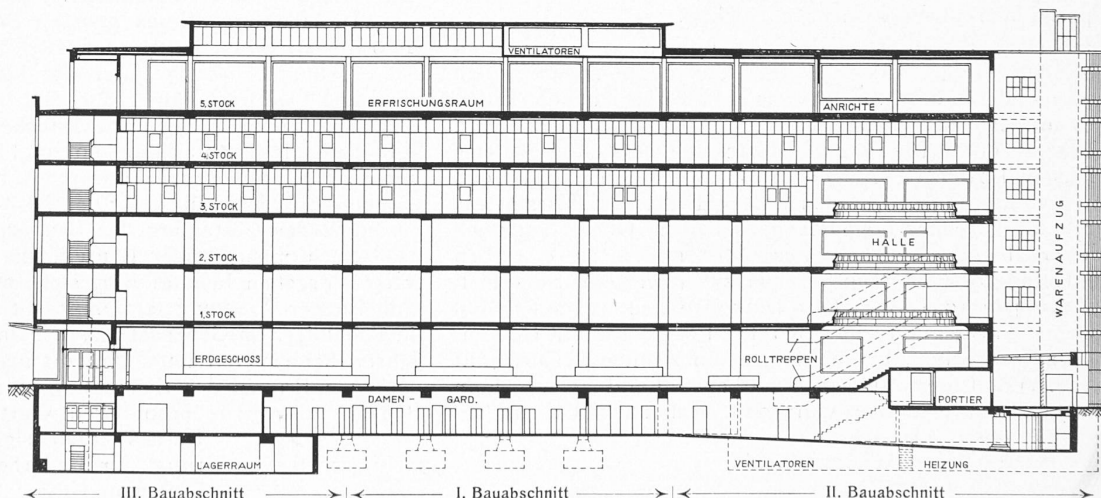 VENTILATOREN
5. STOCK ERFRISCHUNGSRAUM ANRICHTE
4. STOCK
3. STOCK
WARENAUFZUG
HALLE
2. STOCK
1. STOCK
ERDGESCHOSS ROLLTREPPEN
DAMEN - GARD. PORTIER
LAGERRAUM VENTILATOREN HEIZUNG
III. Bauabschnitt I. Bauabschnitt II. Bauabschnitt